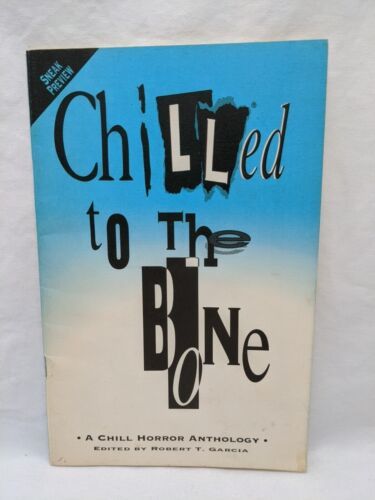 SNEAK
PREVIEW
ChiLLed
to The
BoNe
• A CHILL HORROR ANTHOLOGY •
EDITED BY ROBERT T. GARCIA